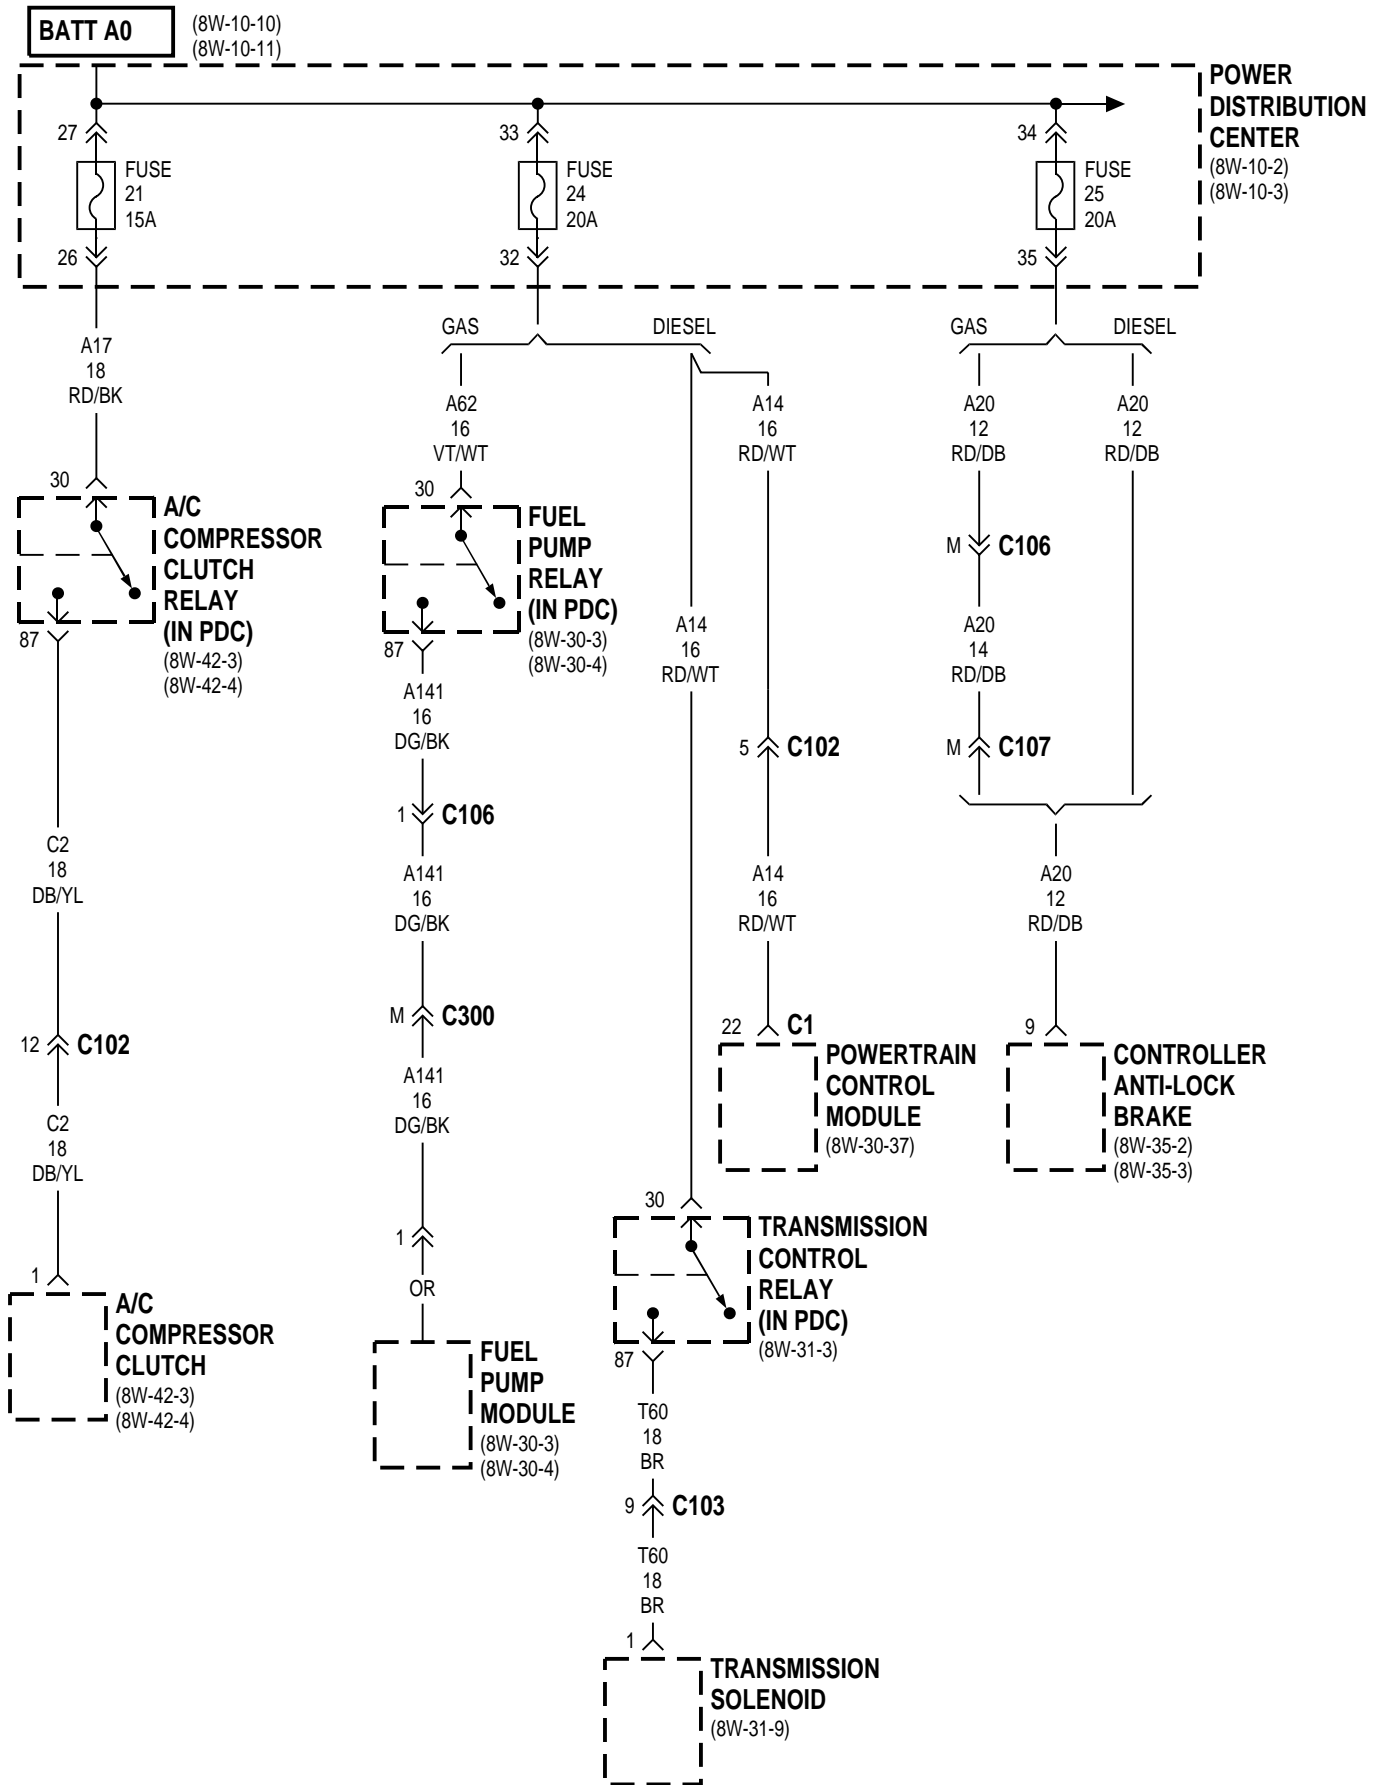 BATT A0
(8W-10-10)
(8W-10-11)
POWER
DISTRIBUTION
CENTER
(8W-10-2)
(8W-10-3)
27
FUSE
21
15A
26
33
FUSE
24
20A
32
34
FUSE
25
20A
35
A17
18
RD/BK
30
A/C
COMPRESSOR
CLUTCH
RELAY
(IN PDC)
(8W-42-3)
(8W-42-4)
87
C2
18
DB/YL
12
C102
C2
18
DB/YL
1
A/C
COMPRESSOR
CLUTCH
(8W-42-3)
(8W-42-4)
GAS
DIESEL
A62
16
VT/WT
30
FUEL
PUMP
RELAY
(IN PDC)
(8W-30-3)
(8W-30-4)
87
A141
16
DG/BK
1
C106
A141
16
DG/BK
M
C300
A141
16
DG/BK
1
OR
FUEL
PUMP
MODULE
(8W-30-3)
(8W-30-4)
A14
16
RD/WT
30
TRANSMISSION
CONTROL
RELAY
(IN PDC)
(8W-31-3)
87
T60
18
BR
9
C103
T60
18
BR
1
TRANSMISSION
SOLENOID
(8W-31-9)
A14
16
RD/WT
5
C102
A14
16
RD/WT
22
C1
POWERTRAIN
CONTROL
MODULE
(8W-30-37)
GAS
DIESEL
A20
12
RD/DB
A20
12
RD/DB
M
C106
A20
14
RD/DB
M
C107
A20
12
RD/DB
9
CONTROLLER
ANTI-LOCK
BRAKE
(8W-35-2)
(8W-35-3)